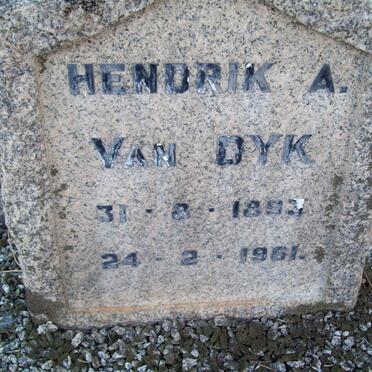 HENDRIK A.
VAN DYK
31 - 8 - 1893
24 - 2 - 1961.